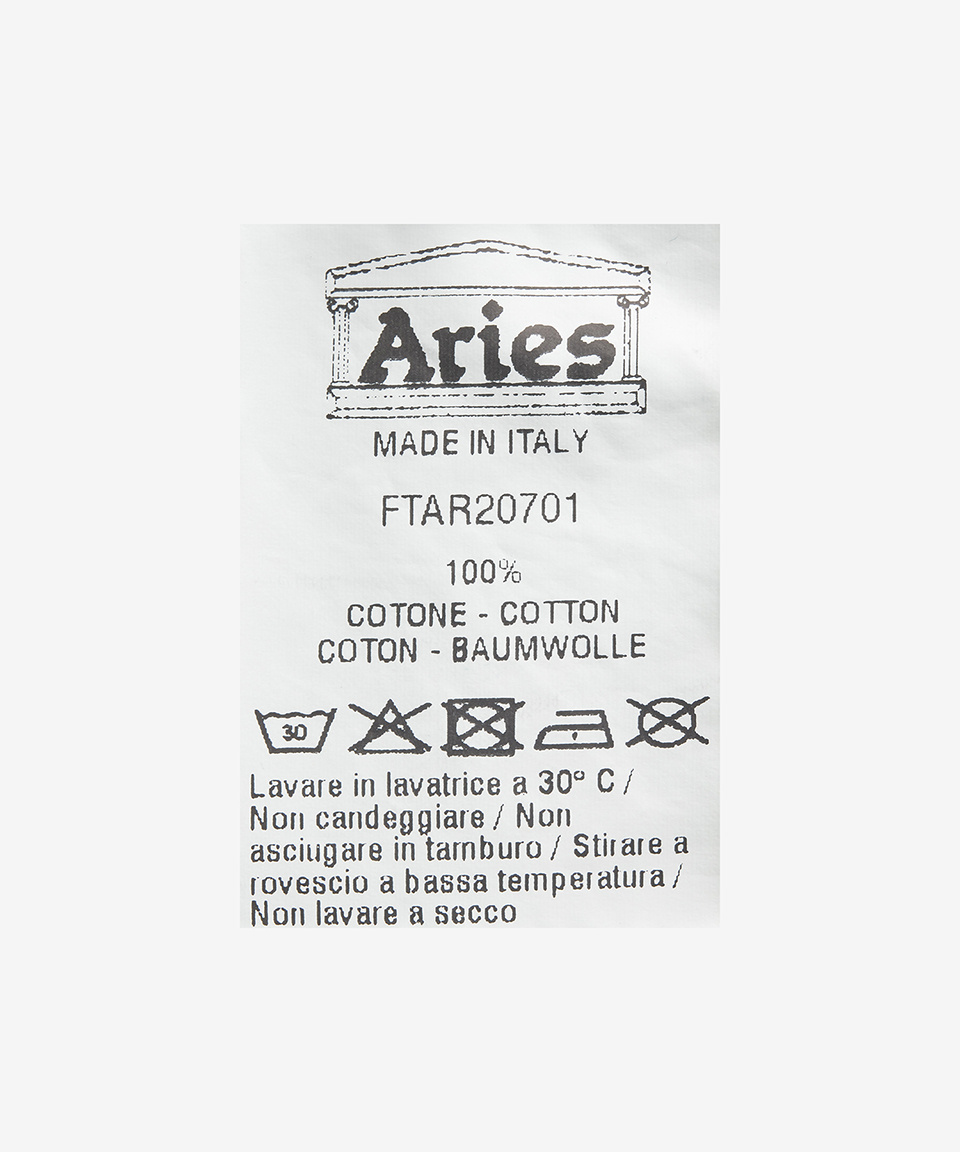 Aries
MADE IN ITALY
FTAR20701
100%
COTONE - COTTON
COTON - BAUMWOLLE
30
Lavare in lavatrice a 30° C /
Non candeggiare / Non
asciugare in tamburo / Stirare a
rovescio a bassa temperatura /
Non lavare a secco